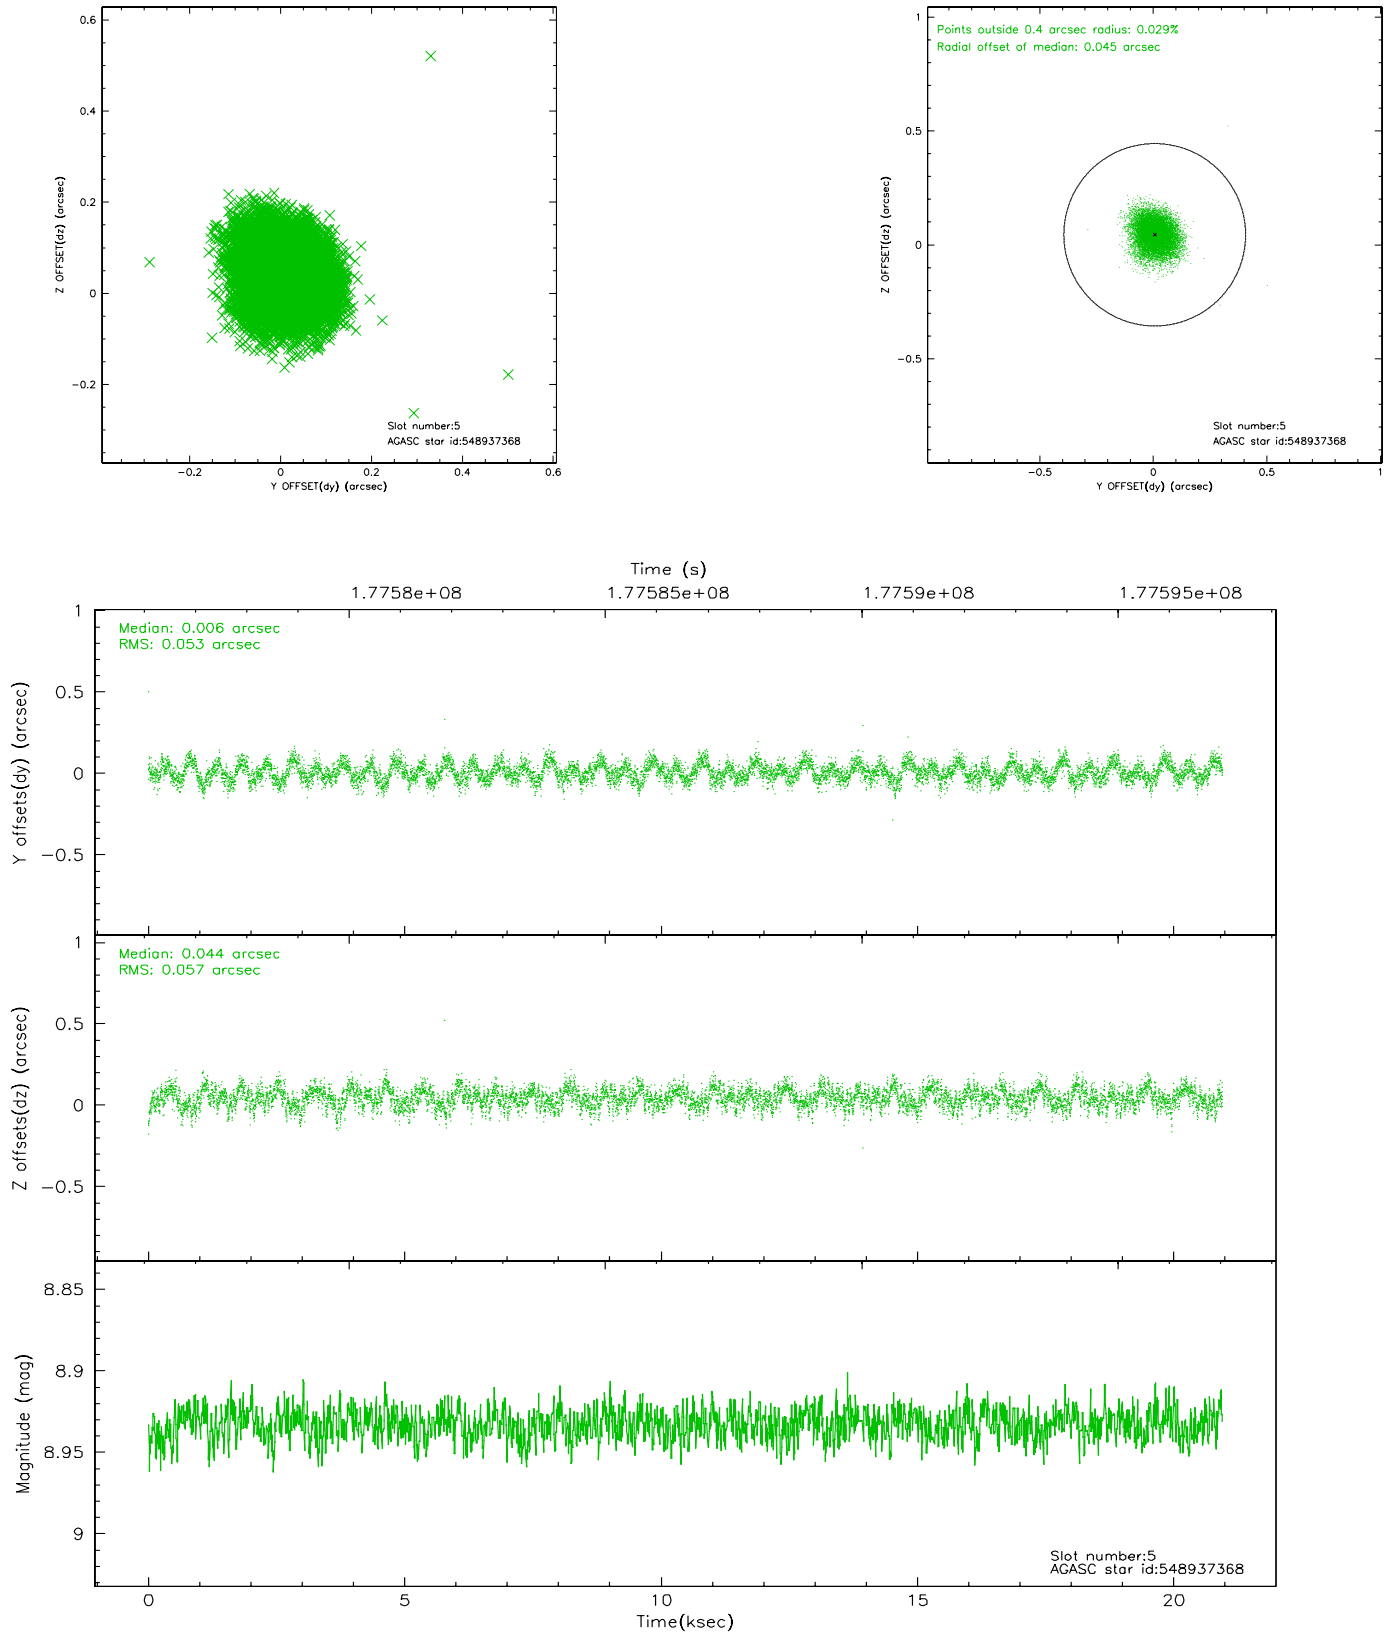 0.6
0.4
0.2
0
−0.2
Z OFFSET(dz) (arcsec)
Slot number:5
AGASC star id:548937368
−0.2 0 0.2 0.4 0.6
Y OFFSET(dy) (arcsec)
Points outside 0.4 arcsec radius: 0.029%
Radial offset of median: 0.045 arcsec
1
0.5
0
−0.5
Z OFFSET(dz) (arcsec)
Slot number:5
AGASC star id:548937368
−0.5 0 0.5 1
Y OFFSET(dy) (arcsec)
Time (s)
1.7758e+08 1.77585e+08 1.7759e+08 1.77595e+08
Median: 0.006 arcsec
RMS: 0.053 arcsec
1
0.5
0
−0.5
Y offsets(dy) (arcsec)
Median: 0.044 arcsec
RMS: 0.057 arcsec
1
0.5
0
−0.5
Z offsets(dz) (arcsec)
8.85
8.9
8.95
9
Magnitude (mag)
Slot number:5
AGASC star id:548937368
0 5 10 15 20
Time(ksec)